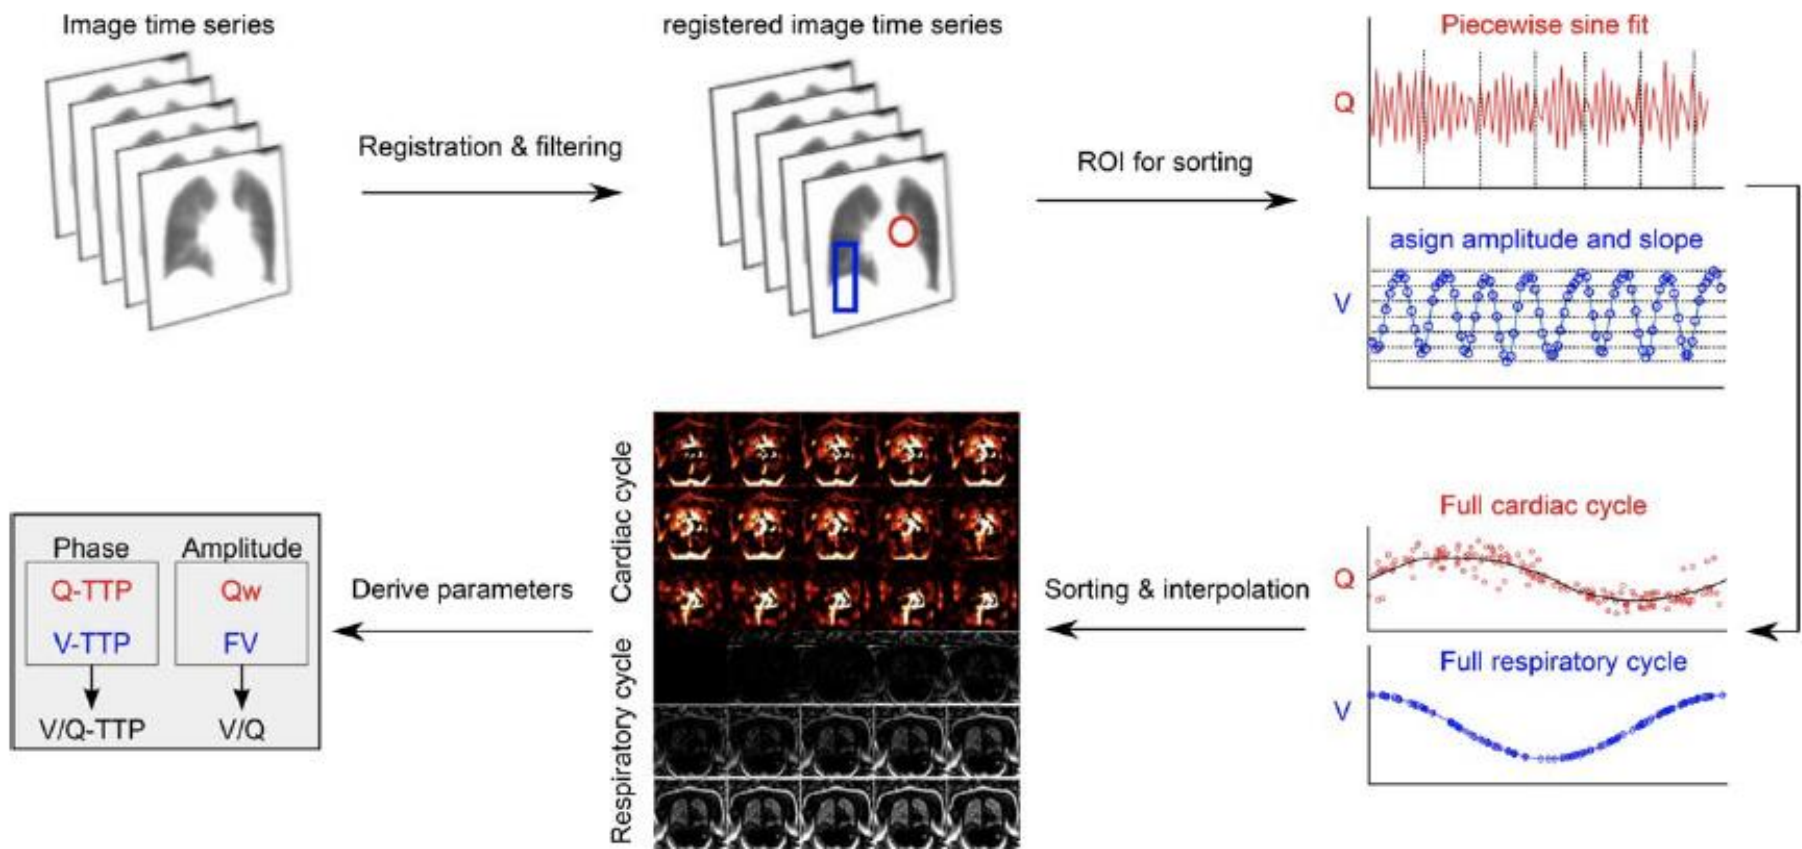 Image time series
registered image time series
Piecewise sine fit
Registration & filtering
ROI for sorting
Q
asign amplitude and slope
V
Cardiac cycle
Respiratory cycle
Full cardiac cycle
Q
Sorting & interpolation
Full respiratory cycle
V
Derive parameters
Phase
Amplitude
Q-TTP
Qw
V-TTP
FV
V/Q-TTP
V/Q